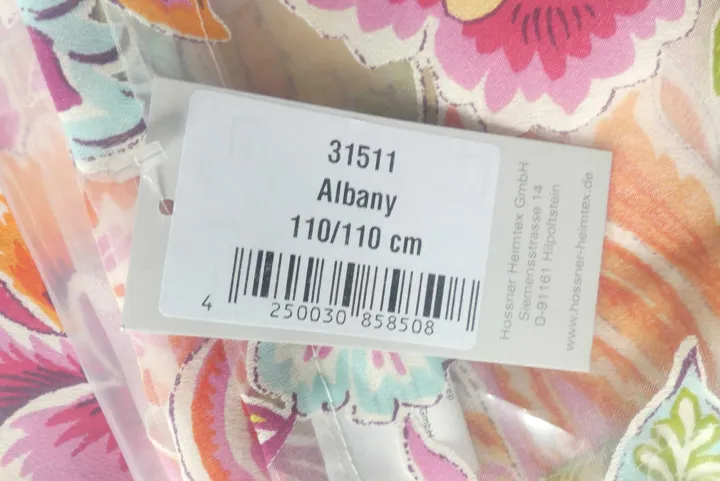 31511
Albany
110/110 cm
4 250030 858508
Hossner Heimtex GmbH
Siemensstrasse 14
D-91161 Hilpoltstein
www.hossner-heimtex.de
GmbH